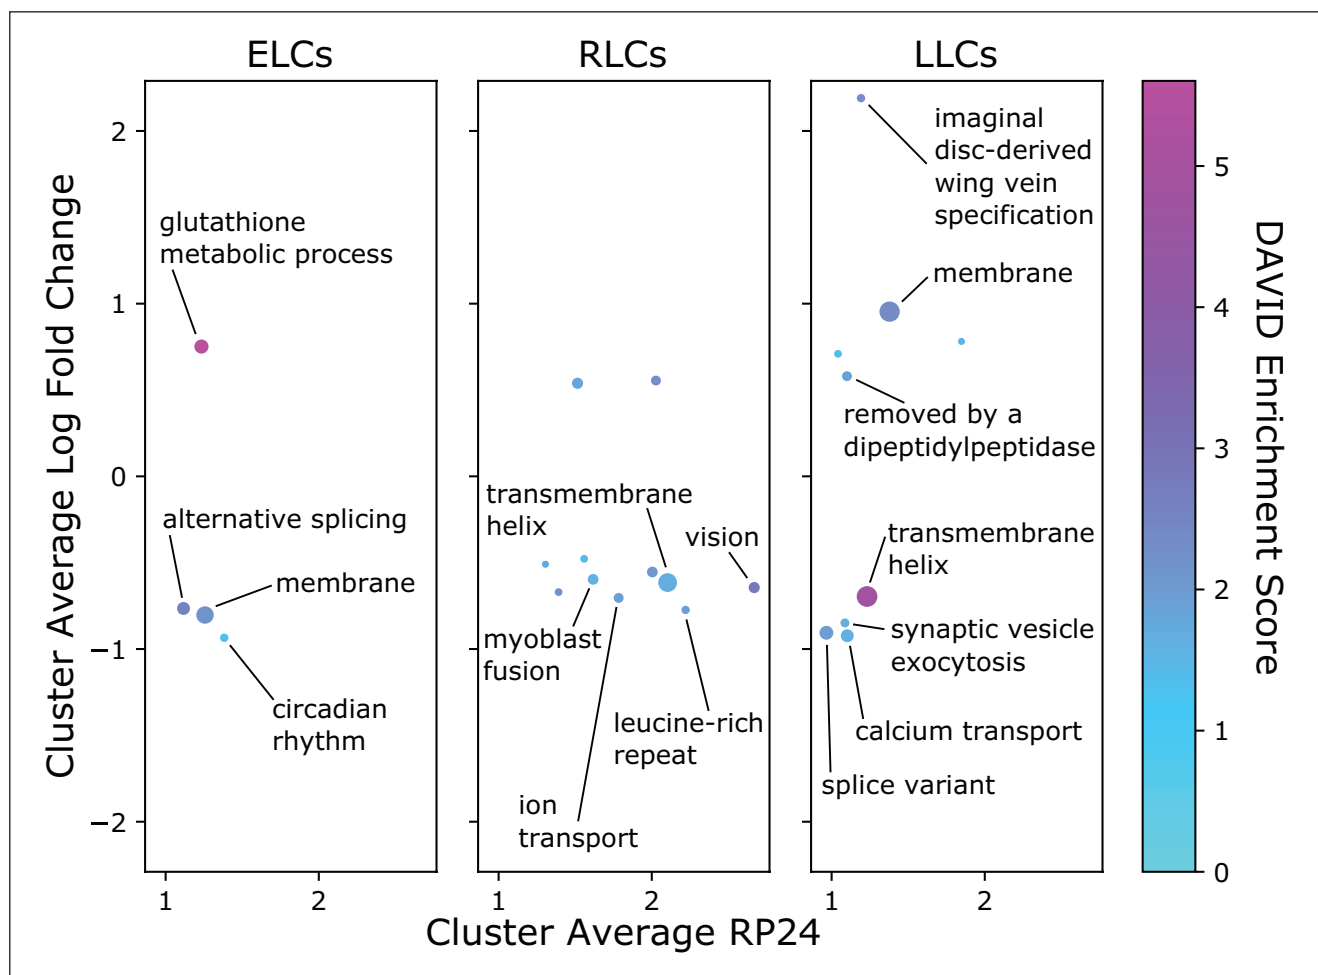 ELCs
RLCs
LLCs
Cluster Average Log Fold Change
2
1
0
−1
−2
glutathione
metabolic process
alternative splicing
membrane
circadian
rhythm
1
2
transmembrane
helix
vision
myoblast
fusion
leucine-rich
repeat
ion
transport
1
2
imaginal
disc-derived
wing vein
specification
membrane
removed by a
dipeptidylpeptidase
transmembrane
helix
synaptic vesicle
exocytosis
calcium transport
splice variant
1
2
Cluster Average RP24
5
4
3
2
1
0
DAVID Enrichment Score